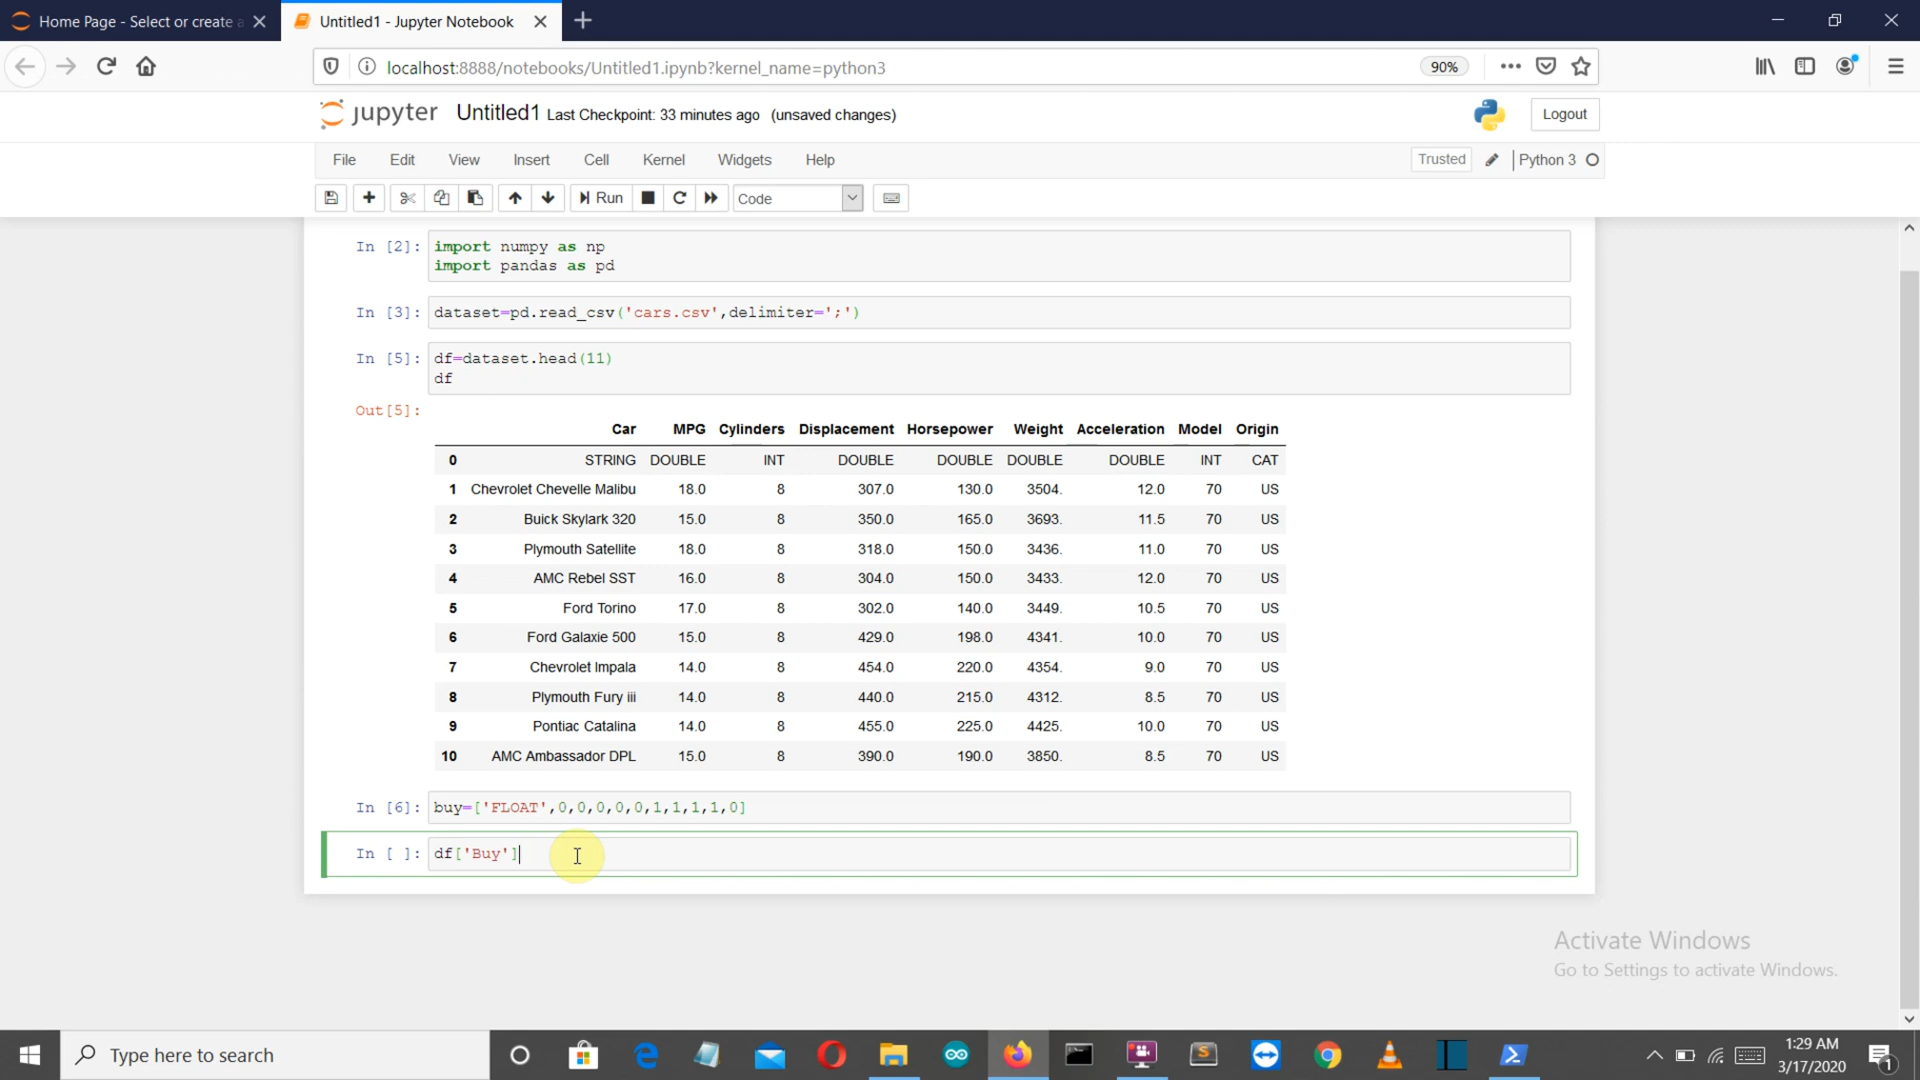 Home Page - Select or create a
Untitled1 - Jupyter Notebook
localhost:8888/notebooks/Untitled1.ipynb?kernel_name=python3
90%
jupyter Untitled1 Last Checkpoint: 33 minutes ago (unsaved changes)
Logout
File Edit View Insert Cell Kernel Widgets Help
Trusted
Python 3
Run
Code
In [2]: import numpy as np
import pandas as pd
In [3]: dataset=pd.read_csv('cars.csv',delimiter=';')
In [5]: df=dataset.head(11)
df
Out[5]:
Car MPG Cylinders Displacement Horsepower Weight Acceleration Model Origin
0 STRING DOUBLE INT DOUBLE DOUBLE DOUBLE DOUBLE INT CAT
1 Chevrolet Chevelle Malibu 18.0 8 307.0 130.0 3504. 12.0 70 US
2 Buick Skylark 320 15.0 8 350.0 165.0 3693. 11.5 70 US
3 Plymouth Satellite 18.0 8 318.0 150.0 3436. 11.0 70 US
4 AMC Rebel SST 16.0 8 304.0 150.0 3433. 12.0 70 US
5 Ford Torino 17.0 8 302.0 140.0 3449. 10.5 70 US
6 Ford Galaxie 500 15.0 8 429.0 198.0 4341. 10.0 70 US
7 Chevrolet Impala 14.0 8 454.0 220.0 4354. 9.0 70 US
8 Plymouth Fury iii 14.0 8 440.0 215.0 4312. 8.5 70 US
9 Pontiac Catalina 14.0 8 455.0 225.0 4425. 10.0 70 US
10 AMC Ambassador DPL 15.0 8 390.0 190.0 3850. 8.5 70 US
In [6]: buy=['FLOAT',0,0,0,0,0,1,1,1,1,0]
In [ ]: df['Buy']
Activate Windows
Go to Settings to activate Windows.
Type here to search
1:29 AM
3/17/2020
1